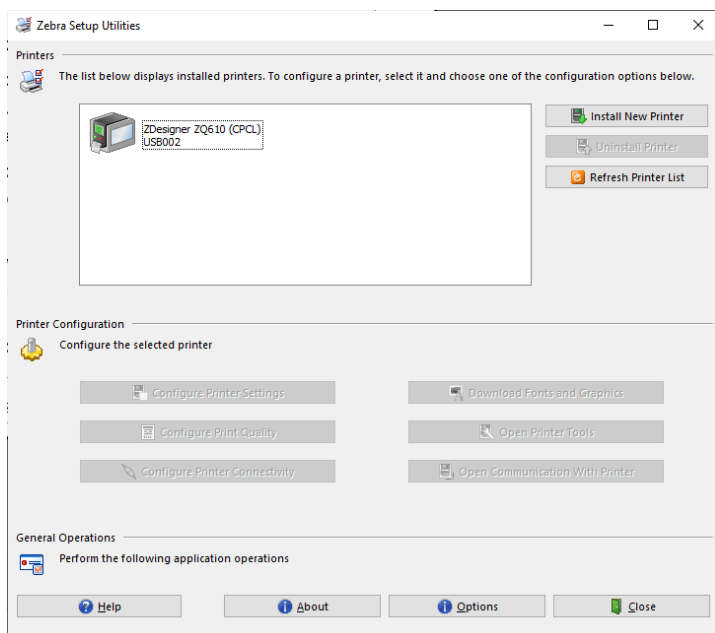 Zebra Setup Utilities
Printers
The list below displays installed printers. To configure a printer, select it and choose one of the configuration options below.
ZDesigner ZQ610 (CPCL)
USB002
Install New Printer
Uninstall Printer
Refresh Printer List
Printer Configuration
Configure the selected printer
Configure Printer Settings
Download Fonts and Graphics
Configure Print Quality
Open Printer Tools
Configure Printer Connectivity
Open Communication With Printer
General Operations
Perform the following application operations
Help
About
Options
Close